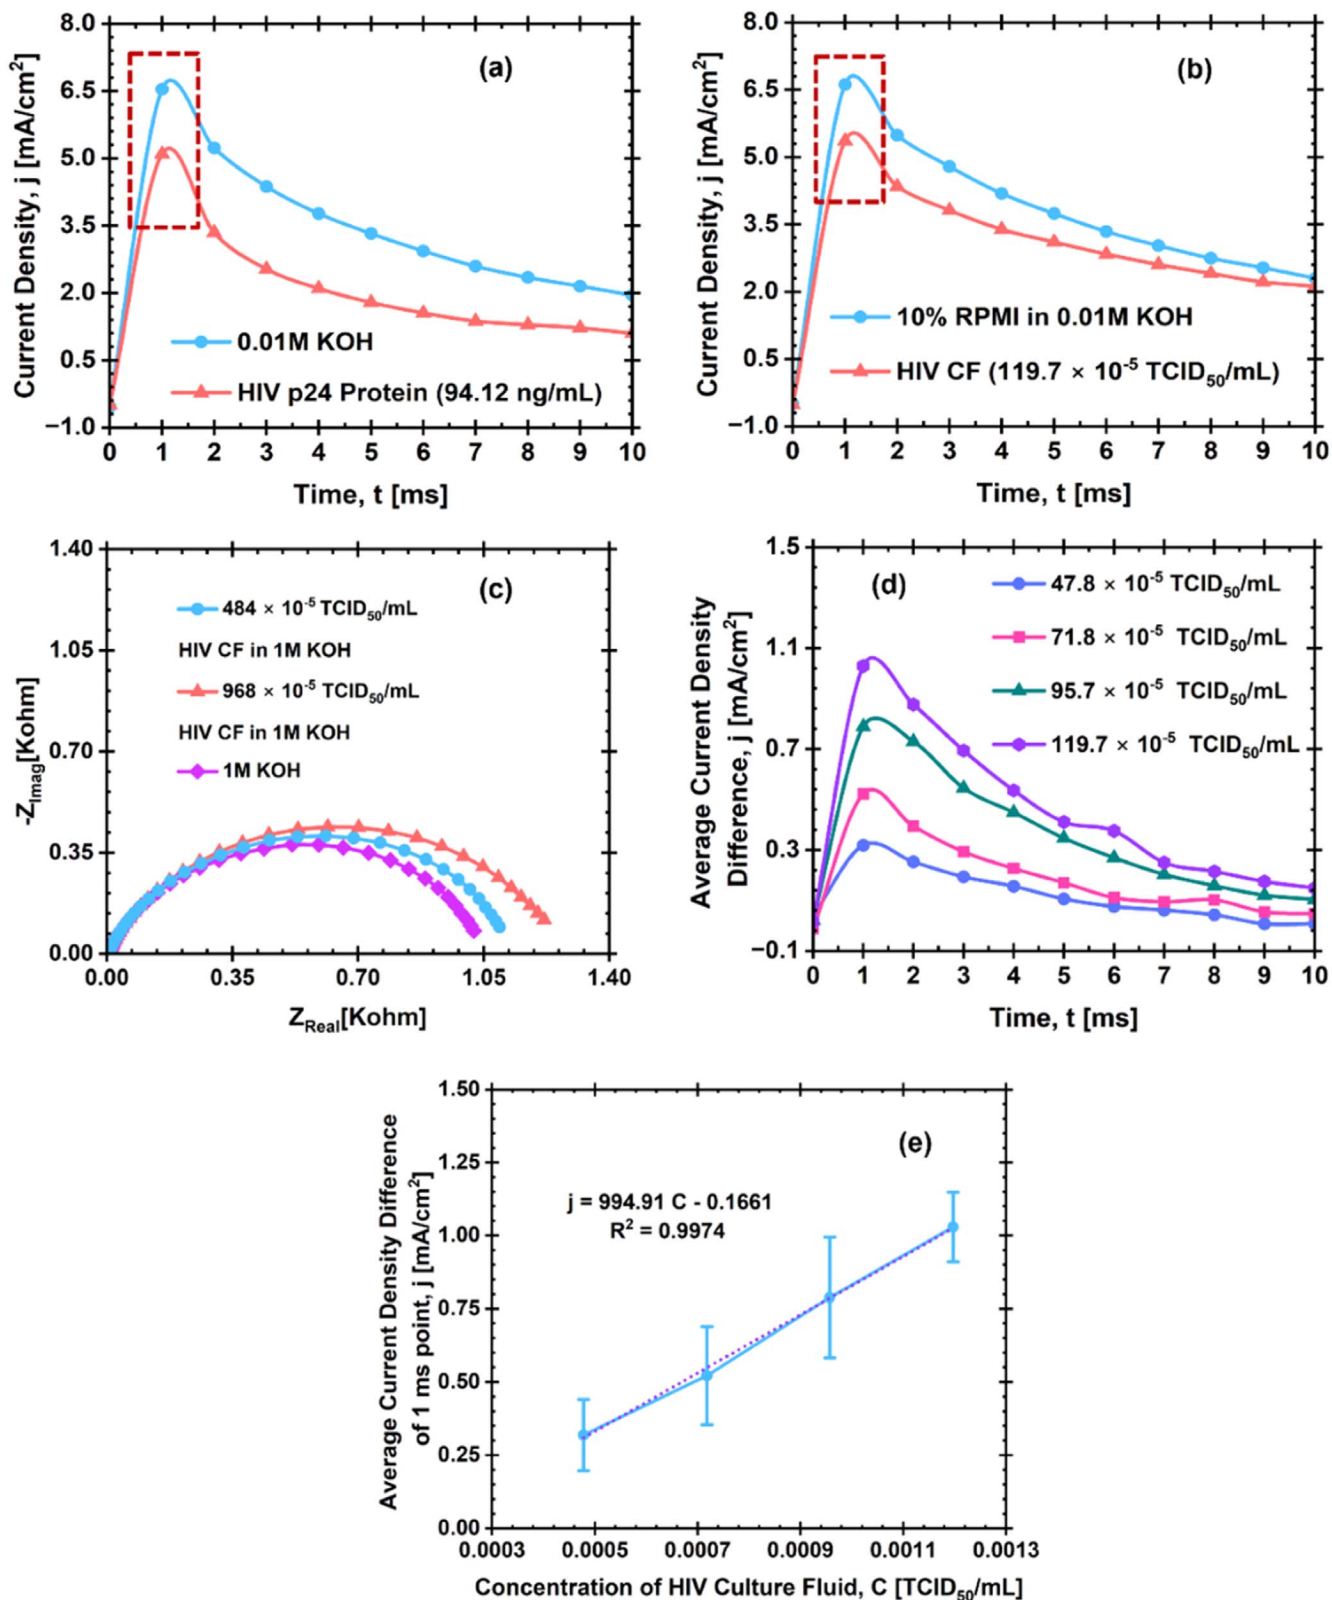 (a)
Current Density, j [mA/cm²]
8.0
6.5
5.0
3.5
2.0
0.5
−1.0
0.01M KOH
HIV p24 Protein (94.12 ng/mL)
0 1 2 3 4 5 6 7 8 9 10
Time, t [ms]
(b)
Current Density, j [mA/cm²]
8.0
6.5
5.0
3.5
2.0
0.5
−1.0
10% RPMI in 0.01M KOH
HIV CF (119.7 × 10⁻⁵ TCID₅₀/mL)
0 1 2 3 4 5 6 7 8 9 10
Time, t [ms]
(c)
-Z_Imag[Kohm]
1.40
1.05
0.70
0.35
0.00
484 × 10⁻⁵ TCID₅₀/mL
HIV CF in 1M KOH
968 × 10⁻⁵ TCID₅₀/mL
HIV CF in 1M KOH
1M KOH
0.00 0.35 0.70 1.05 1.40
Z_Real[Kohm]
(d)
Average Current Density
Difference, j [mA/cm²]
1.5
1.1
0.7
0.3
−0.1
47.8 × 10⁻⁵ TCID₅₀/mL
71.8 × 10⁻⁵ TCID₅₀/mL
95.7 × 10⁻⁵ TCID₅₀/mL
119.7 × 10⁻⁵ TCID₅₀/mL
0 1 2 3 4 5 6 7 8 9 10
Time, t [ms]
(e)
Average Current Density Difference
of 1 ms point, j [mA/cm²]
1.50
1.25
1.00
0.75
0.50
0.25
0.00
j = 994.91 C - 0.1661
R² = 0.9974
0.0003 0.0005 0.0007 0.0009 0.0011 0.0013
Concentration of HIV Culture Fluid, C [TCID₅₀/mL]